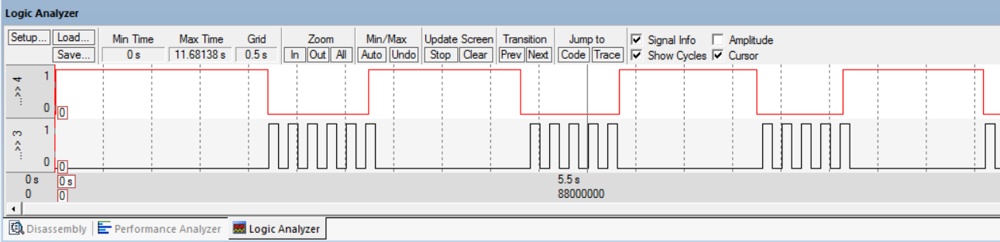 Logic Analyzer
Setup... Load... Min Time Max Time Grid Zoom Min/Max Update Screen Transition Jump to Signal Info Amplitude
Save... 0 s 11.68138 s 0.5 s In Out All Auto Undo Stop Clear Prev Next Code Trace Show Cycles Cursor
...>> 4
1
0
0
...>> 3
1
0
0
0 s 0 s 5.5 s
0 0 88000000
Disassembly Performance Analyzer Logic Analyzer